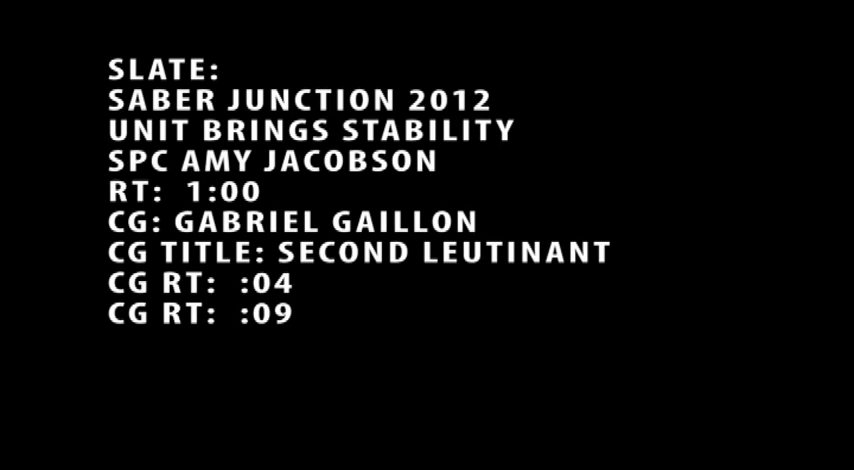 SLATE:
SABER JUNCTION 2012
UNIT BRINGS STABILITY
SPC AMY JACOBSON
RT:  1:00
CG: GABRIEL GAILLON
CG TITLE: SECOND LEUTINANT
CG RT:  :04
CG RT:  :09